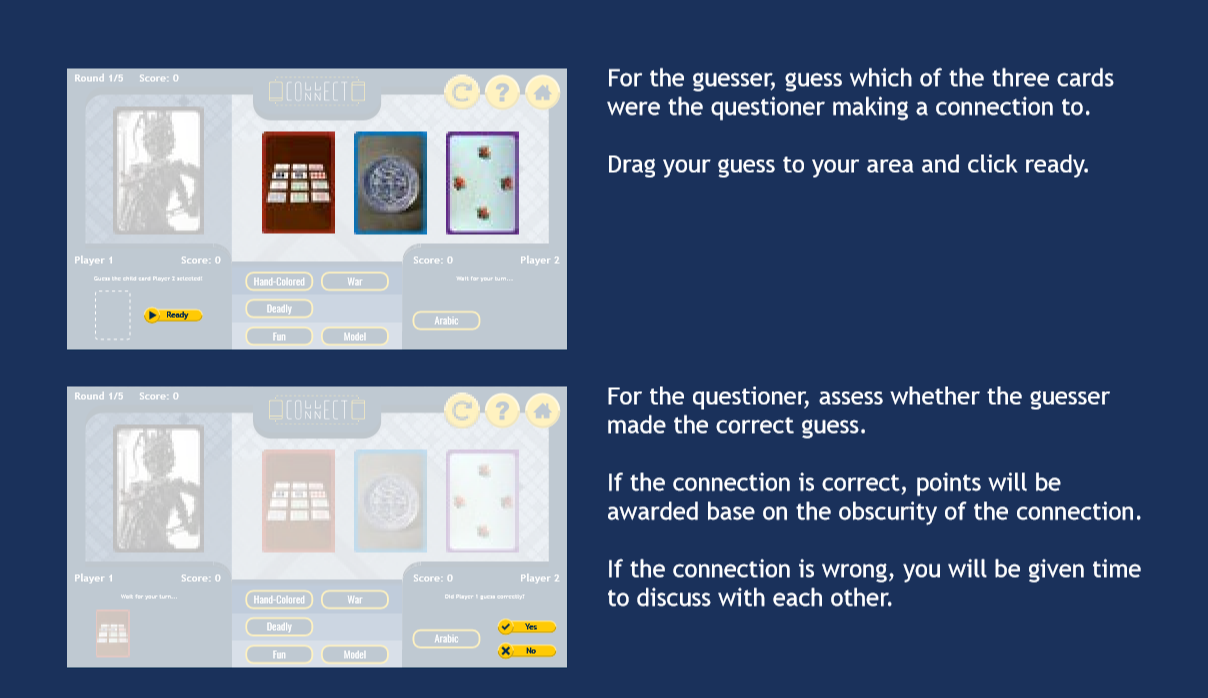 Round 1/5 Score: 0
COLLECT CONNECT
?
For the guesser, guess which of the three cards
were the questioner making a connection to.
Drag your guess to your area and click ready.
Player 1 Score: 0
Guess the child card Player 2 selected!
Ready
Hand-Colored War
Deadly
Fun Model
Score: 0 Player 2
Wait for your turn...
Arabic
Round 1/5 Score: 0
COLLECT CONNECT
?
For the questioner, assess whether the guesser
made the correct guess.
If the connection is correct, points will be
awarded base on the obscurity of the connection.
If the connection is wrong, you will be given time
to discuss with each other.
Player 1 Score: 0
Wait for your turn...
Hand-Colored War
Deadly
Fun Model
Score: 0 Player 2
Did Player 1 guess correctly?
Arabic
Yes
No